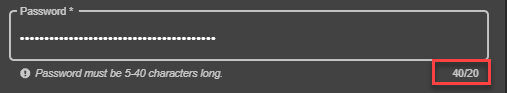 Password *
••••••••••••••••••••••••••••••••••••••••
Password must be 5-40 characters long.
40/20